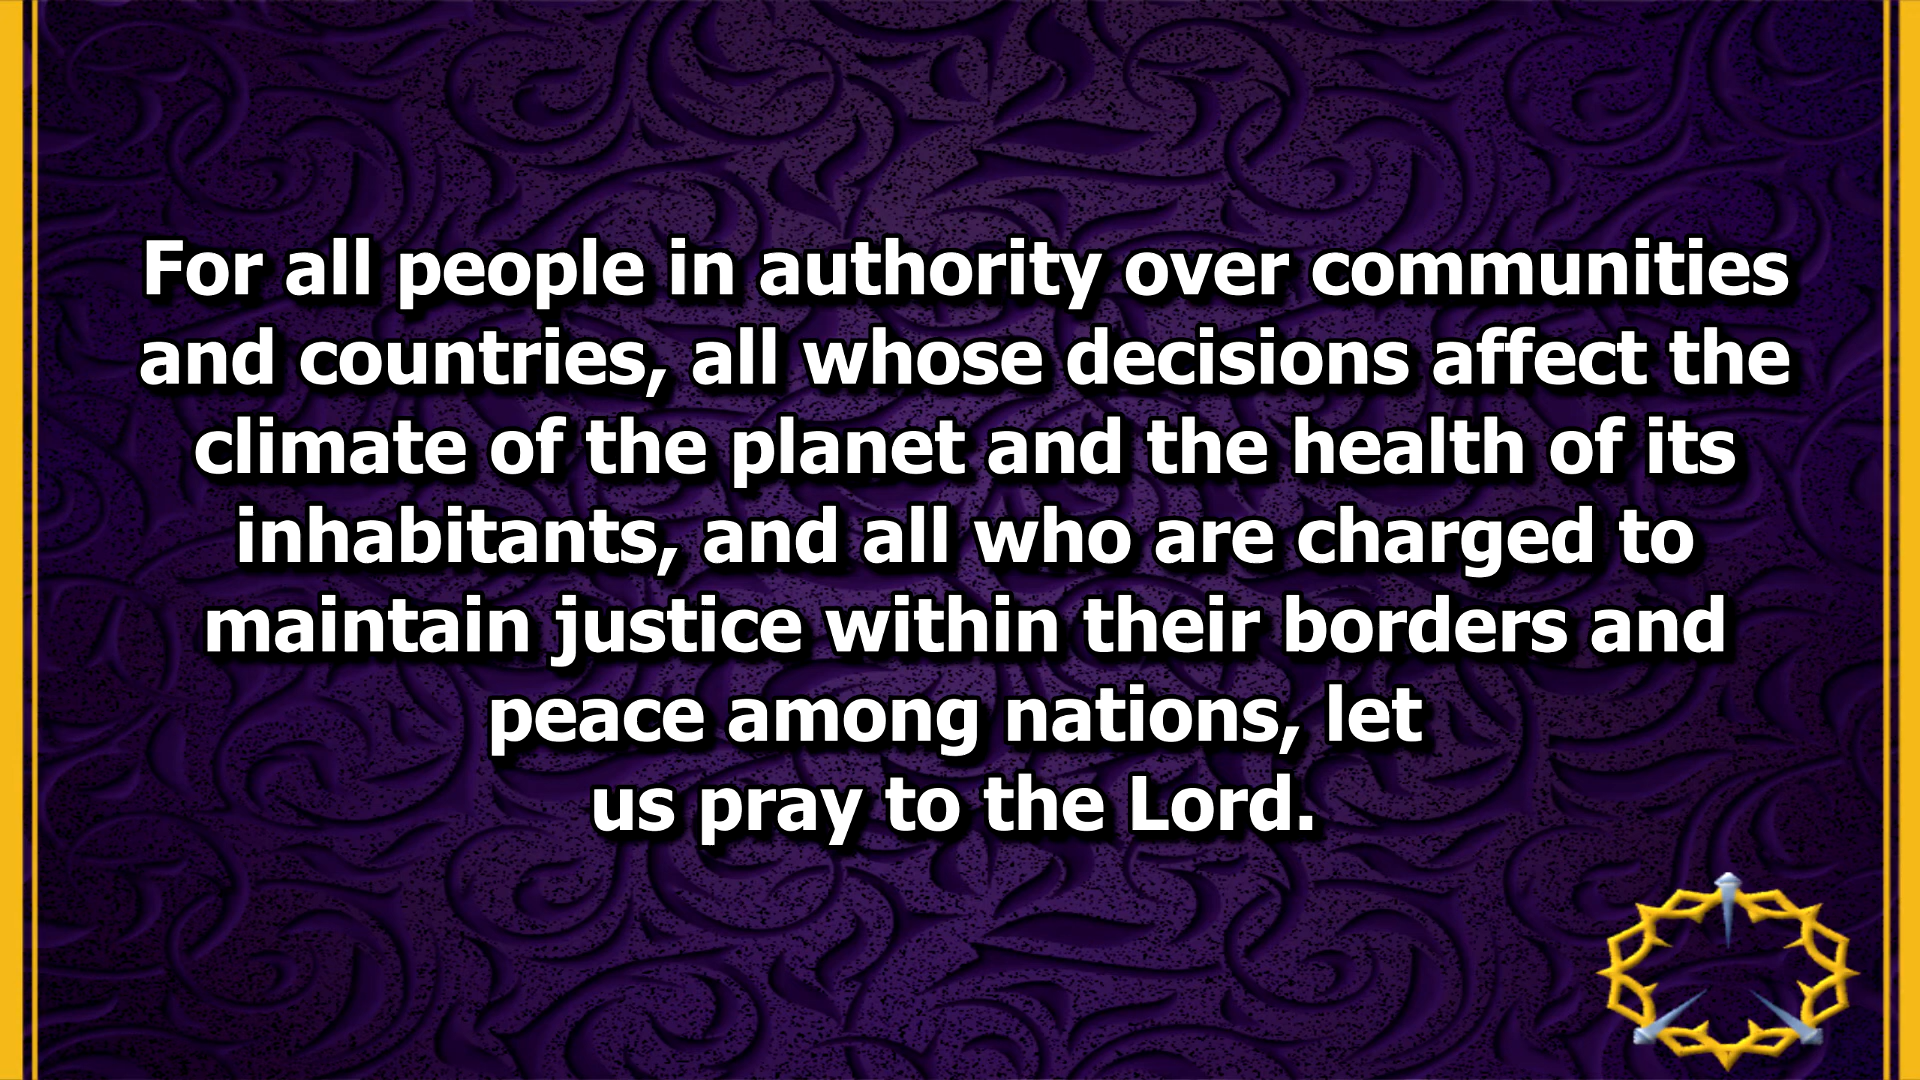 For all people in authority over communities
and countries, all whose decisions affect the
climate of the planet and the health of its
inhabitants, and all who are charged to
maintain justice within their borders and
peace among nations, let
us pray to the Lord.